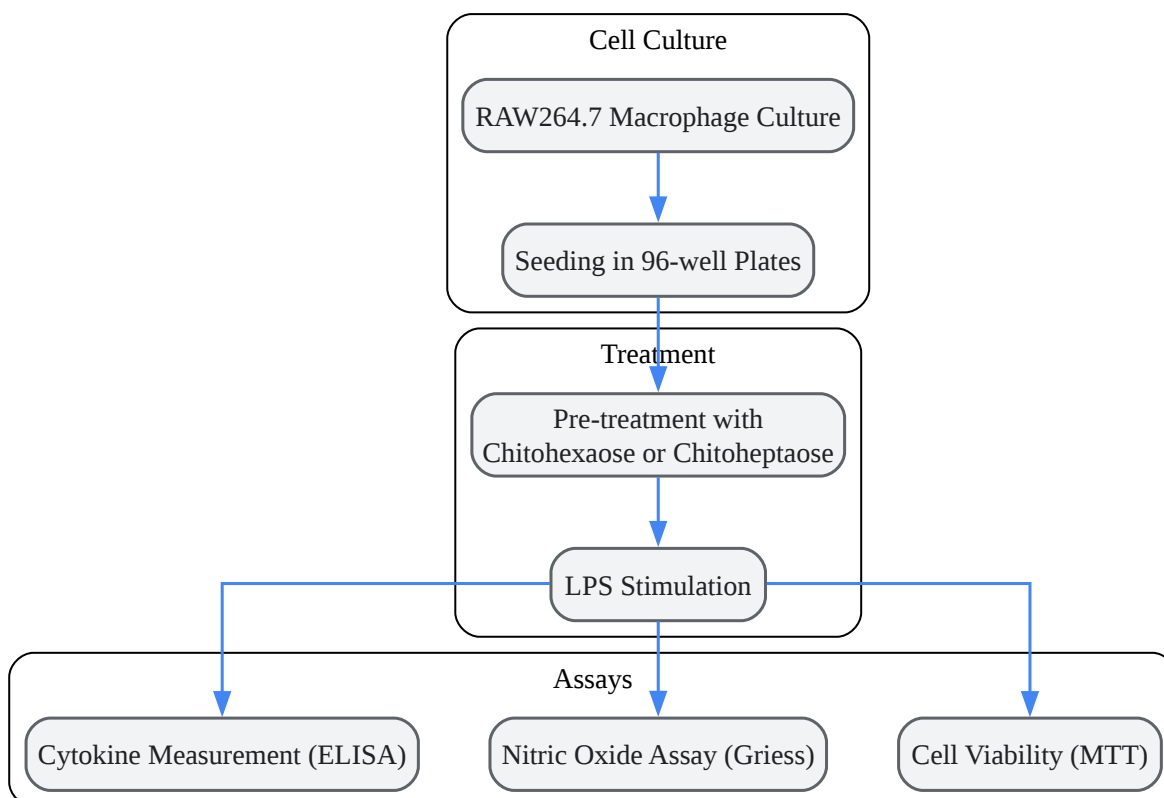 Cell Culture
RAW264.7 Macrophage Culture
Seeding in 96-well Plates
Treatment
Pre-treatment with
Chitohexaose or Chitoheptaose
LPS Stimulation
Assays
Cytokine Measurement (ELISA)
Nitric Oxide Assay (Griess)
Cell Viability (MTT)